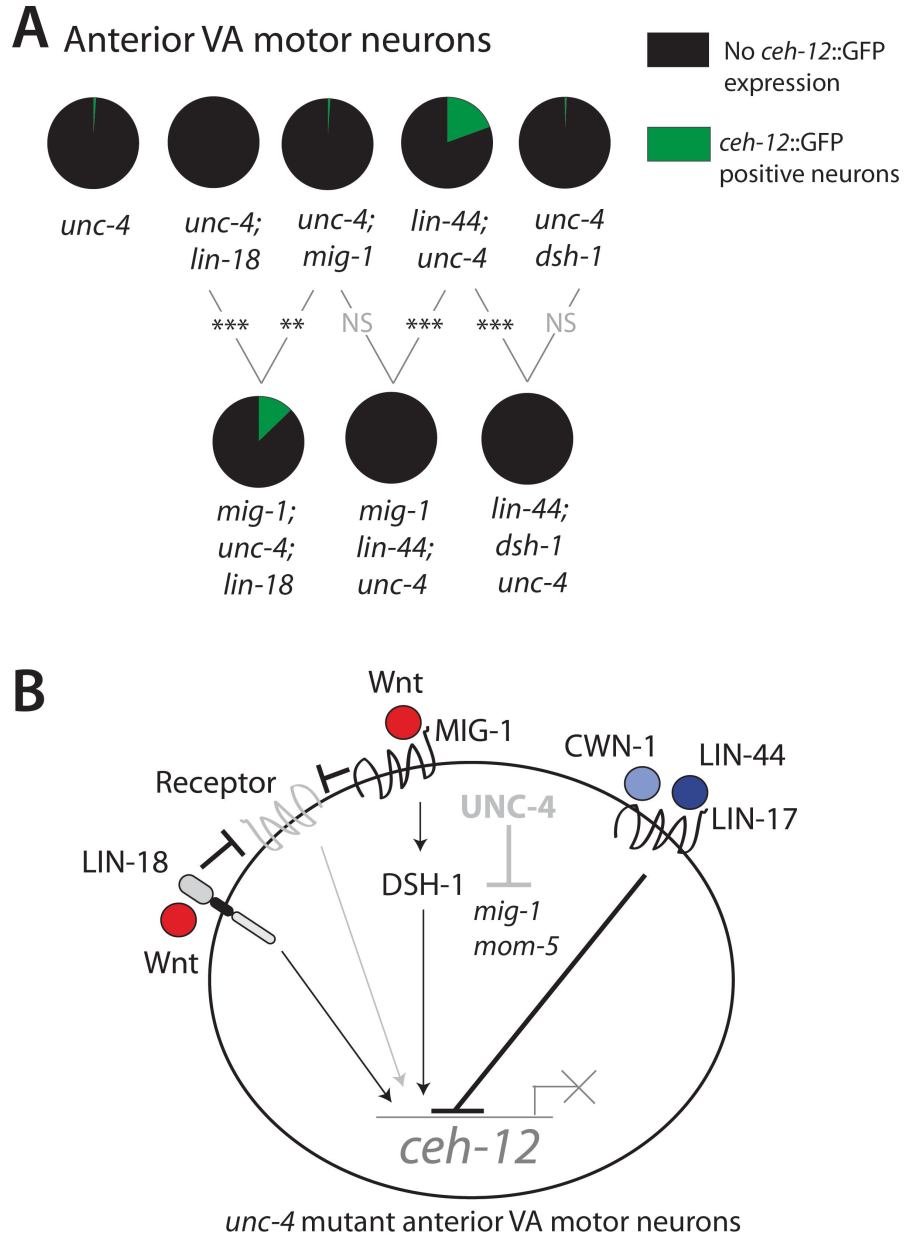 A Anterior VA motor neurons
No ceh-12::GFP
expression
ceh-12::GFP
positive neurons
unc-4
unc-4;
lin-18
unc-4;
mig-1
lin-44;
unc-4
unc-4
dsh-1
*** ** NS *** *** NS
mig-1;
unc-4;
lin-18
mig-1
lin-44;
unc-4
lin-44;
dsh-1
unc-4
B
Wnt
MIG-1
CWN-1
LIN-44
Receptor
UNC-4
LIN-17
LIN-18
DSH-1
mig-1
mom-5
Wnt
ceh-12
unc-4 mutant anterior VA motor neurons